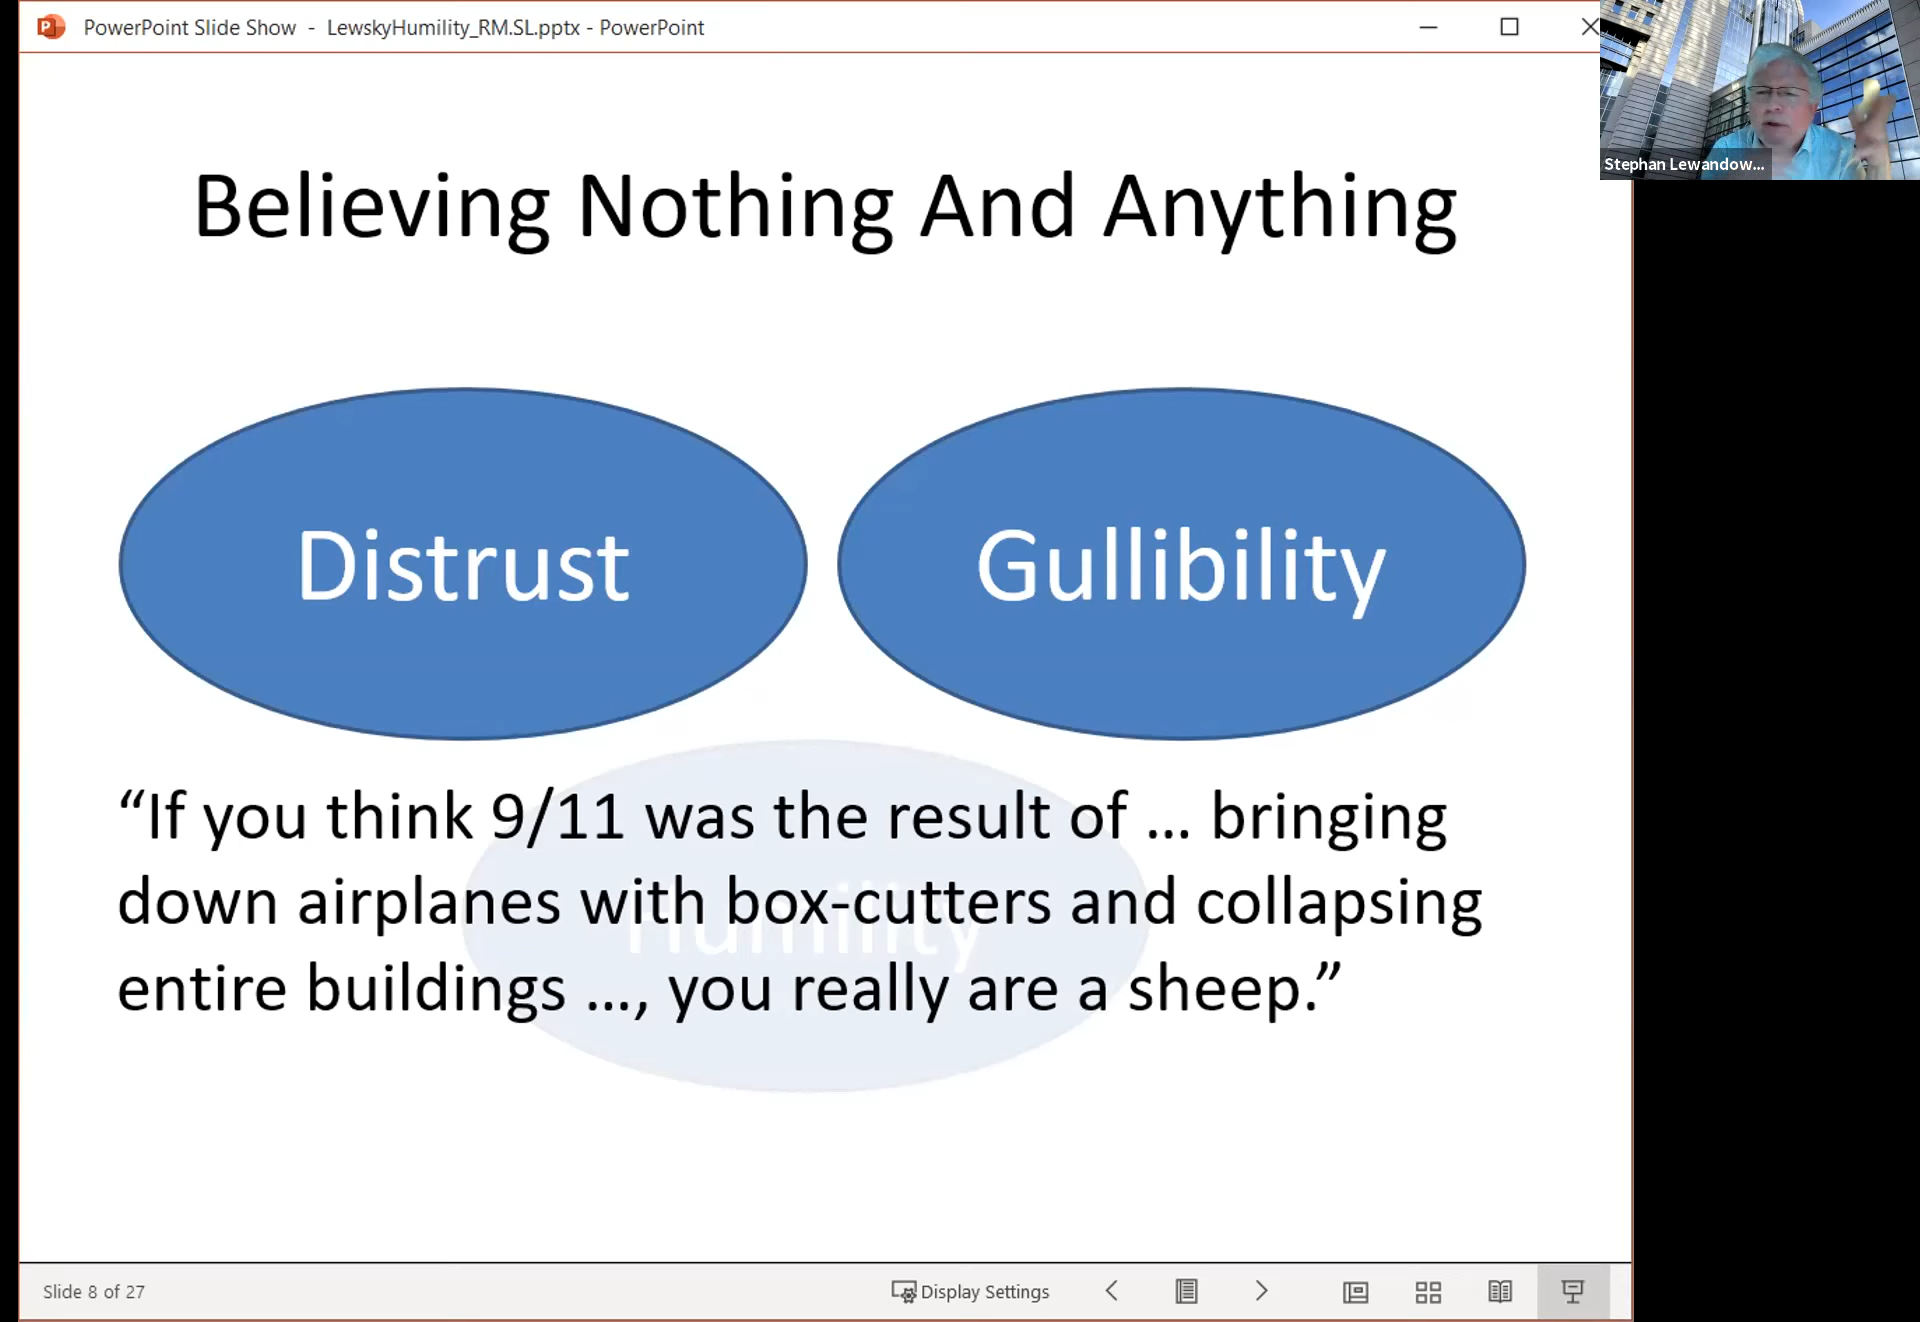 PowerPoint Slide Show - LewskyHumility_RM.SL.pptx - PowerPoint
Stephan Lewandow...
Believing Nothing And Anything
Distrust
Gullibility
Humility
“If you think 9/11 was the result of … bringing
down airplanes with box-cutters and collapsing
entire buildings …, you really are a sheep.”
Slide 8 of 27
Display Settings